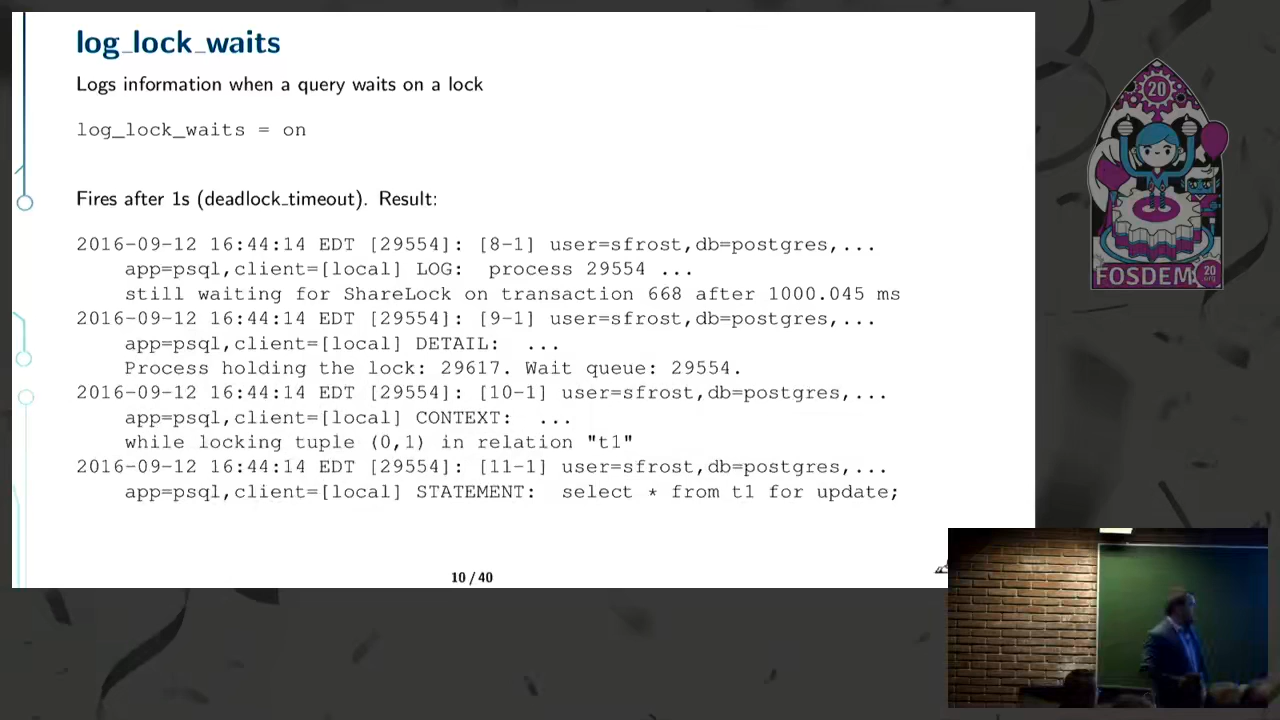 log_lock_waits
Logs information when a query waits on a lock
log_lock_waits = on
Fires after 1s (deadlock_timeout). Result:
2016-09-12 16:44:14 EDT [29554]: [8-1] user=sfrost,db=postgres,...
app=psql,client=[local] LOG:  process 29554 ...
still waiting for ShareLock on transaction 668 after 1000.045 ms
2016-09-12 16:44:14 EDT [29554]: [9-1] user=sfrost,db=postgres,...
app=psql,client=[local] DETAIL:  ...
Process holding the lock: 29617. Wait queue: 29554.
2016-09-12 16:44:14 EDT [29554]: [10-1] user=sfrost,db=postgres,...
app=psql,client=[local] CONTEXT:  ...
while locking tuple (0,1) in relation "t1"
2016-09-12 16:44:14 EDT [29554]: [11-1] user=sfrost,db=postgres,...
app=psql,client=[local] STATEMENT:  select * from t1 for update;
10 / 40
20
FOSDEM
20
.org